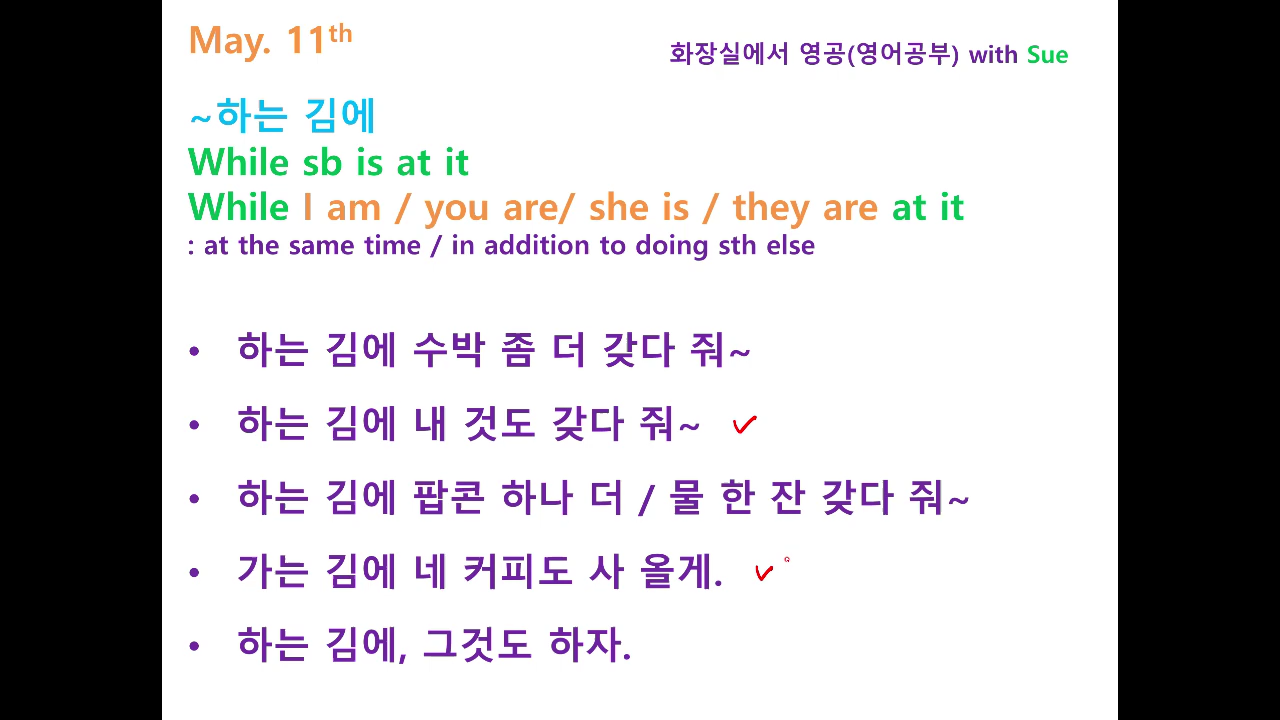 May. 11th
화장실에서 영공(영어공부) with Sue
~하는 김에
While sb is at it
While I am / you are/ she is / they are at it
: at the same time / in addition to doing sth else
• 하는 김에 수박 좀 더 갖다 줘~
• 하는 김에 내 것도 갖다 줘~
• 하는 김에 팝콘 하나 더 / 물 한 잔 갖다 줘~
• 가는 김에 네 커피도 사 올게.
• 하는 김에, 그것도 하자.